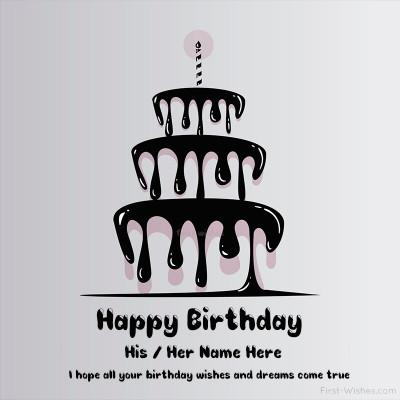 Happy Birthday
His / Her Name Here
I hope all your birthday wishes and dreams come true
First-Wishes.com